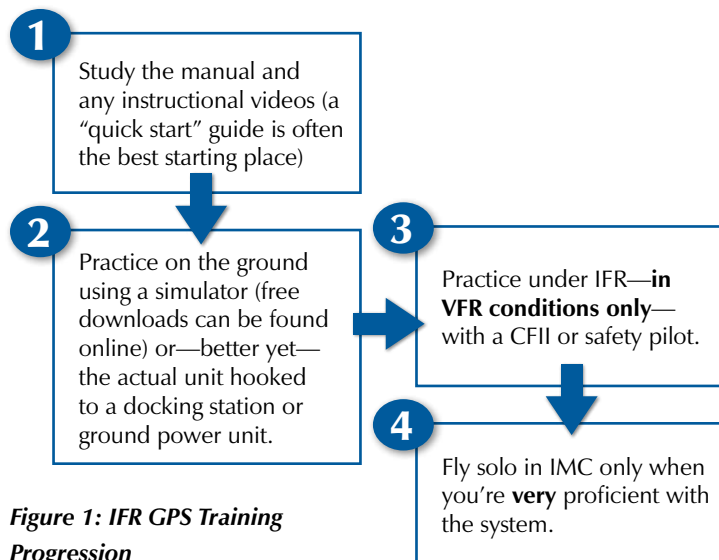 1
Study the manual and
any instructional videos (a
“quick start” guide is often
the best starting place)
2
Practice on the ground
using a simulator (free
downloads can be found
online) or—better yet—
the actual unit hooked
to a docking station or
ground power unit.
3
Practice under IFR—in
VFR conditions only—
with a CFII or safety pilot.
4
Fly solo in IMC only when
you’re very proficient with
the system.
Figure 1: IFR GPS Training
Progression